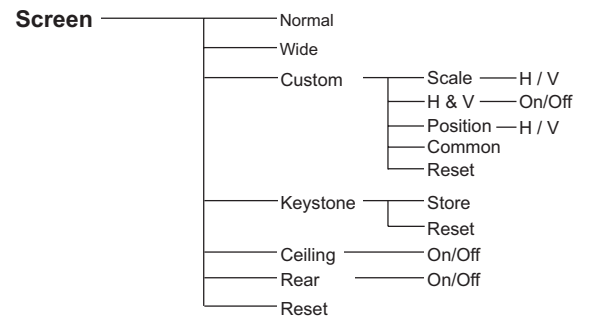 Screen Normal
Wide
Custom Scale H / V
H & V On/Off
Position H / V
Common
Reset
Keystone Store
Reset
Ceiling On/Off
Rear On/Off
Reset